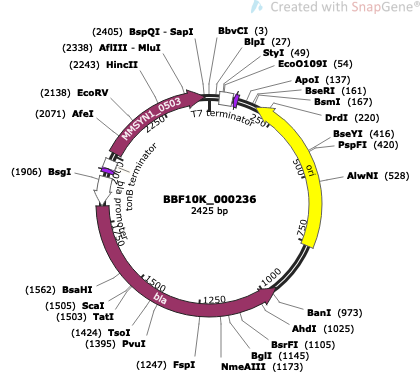 Created with SnapGene®
(2405) BspQI - SapI
(2338) AflIII - MluI
(2243) HincII
(2138) EcoRV
(2071) AfeI
(1906) BsgI
(1562) BsaHI
(1505) ScaI
(1503) TatI
(1424) TsoI
(1395) PvuI
(1247) FspI
BbvCI (3)
BlpI (27)
StyI (49)
EcoO109I (54)
ApoI (137)
BseRI (161)
BsmI (167)
DrdI (220)
BseYI (416)
PspFI (420)
AlwNI (528)
BanI (973)
AhdI (1025)
BsrFI (1105)
BglI (1145)
NmeAIII (1173)
MMSYN1_0503
T7 terminator
tonB terminator
bla promoter
bla
ori
250
500
750
1000
1250
1500
2250
BBF10K_000236
2425 bp